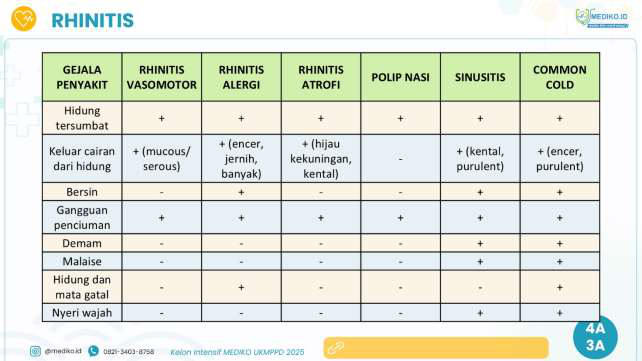 RHINITIS
MEDIKO.ID
GEJALA PENYAKIT | RHINITIS VASOMOTOR | RHINITIS ALERGI | RHINITIS ATROFI | POLIP NASI | SINUSITIS | COMMON COLD
Hidung tersumbat | + | + | + | + | + | +
Keluar cairan dari hidung | + (mucous/ serous) | + (encer, jernih, banyak) | + (hijau kekuningan, kental) | - | + (kental, purulent) | + (encer, purulent)
Bersin | - | + | - | - | + | +
Gangguan penciuman | + | + | + | + | + | +
Demam | - | - | - | - | + | +
Malaise | - | - | - | - | + | +
Hidung dan mata gatal | - | + | - | - | - | +
Nyeri wajah | - | - | - | - | + | +
4A
3A
@mediko.id 0821-3403-8758 Kelon Intensif MEDIKO UKMPPD 2025